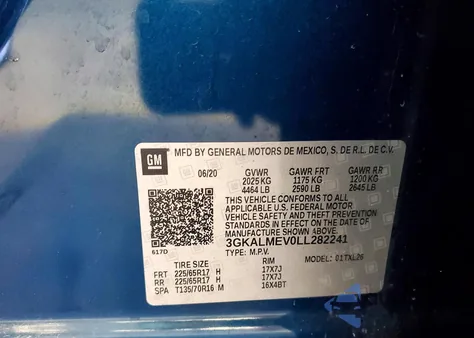 GM MFD BY GENERAL MOTORS DE MEXICO, S. DE R.L. DE C.V.
06/20 GVWR GAWR FRT GAWR RR
2025 KG 1175 KG 1200 KG
4464 LB 2590 LB 2645 LB
THIS VEHICLE CONFORMS TO ALL
APPLICABLE U.S. FEDERAL MOTOR
VEHICLE SAFETY STANDARDS IN
EFFECT ON THE DATE OF
MANUFACTURE SHOWN ABOVE.
617D 3GKALMEV0LL282241
TYPE: M.P.V. MODEL: 01TXL26
TIRE SIZE RIM
FRT 225/65R17 H 17X7J
RR 225/65R17 H 17X7J
SPA T135/70R16 M 16X4BT